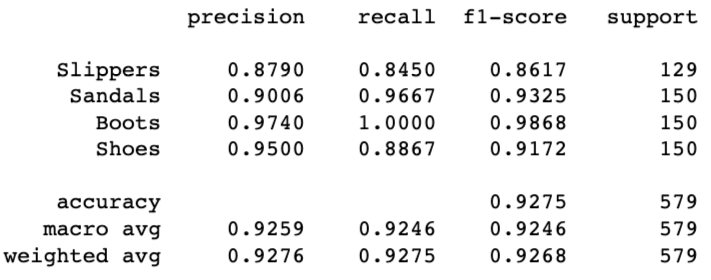 precision recall f1-score support
Slippers 0.8790 0.8450 0.8617 129
Sandals 0.9006 0.9667 0.9325 150
Boots 0.9740 1.0000 0.9868 150
Shoes 0.9500 0.8867 0.9172 150
accuracy 0.9275 579
macro avg 0.9259 0.9246 0.9246 579
weighted avg 0.9276 0.9275 0.9268 579